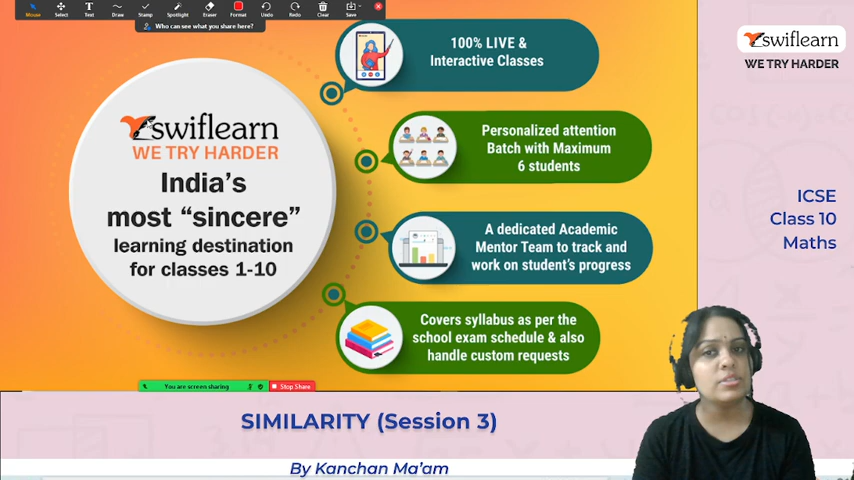 Mouse Select Text Draw Stamp Spotlight Eraser Format Undo Redo Clear Save
Who can see what you share here?
swiflearn
WE TRY HARDER
India's
most “sincere”
learning destination
for classes 1-10
100% LIVE &
Interactive Classes
Personalized attention
Batch with Maximum
6 students
A dedicated Academic
Mentor Team to track and
work on student's progress
Covers syllabus as per the
school exam schedule & also
handle custom requests
You are screen sharing
Stop Share
swiflearn
WE TRY HARDER
ICSE
Class 10
Maths
SIMILARITY (Session 3)
By Kanchan Ma'am